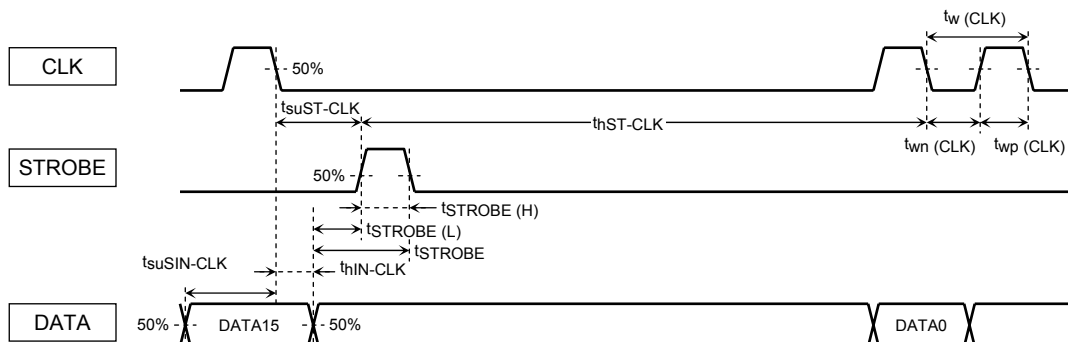 tw (CLK)
CLK
50%
tsuST-CLK
thST-CLK
twn (CLK)
twp (CLK)
STROBE
50%
tSTROBE (H)
tSTROBE (L)
tSTROBE
tsuSIN-CLK
thIN-CLK
DATA
50%
DATA15
50%
DATA0